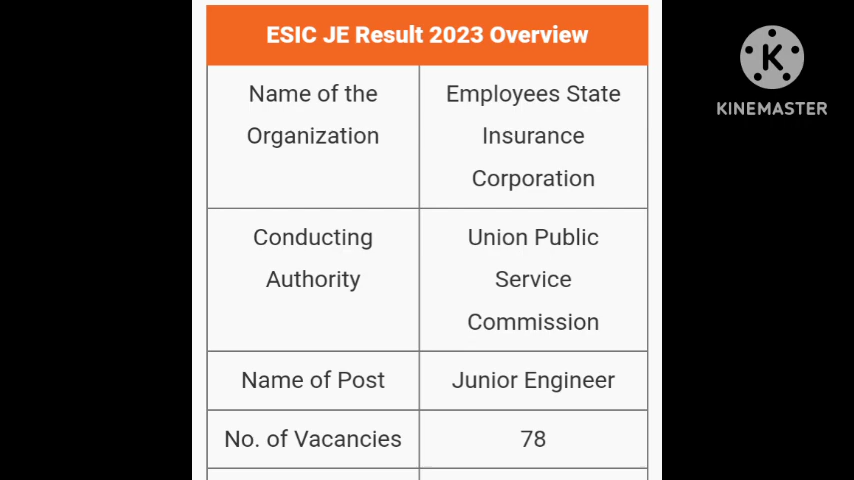 ESIC JE Result 2023 Overview
Name of the
Organization
Employees State
Insurance
Corporation
Conducting
Authority
Union Public
Service
Commission
Name of Post
Junior Engineer
No. of Vacancies
78
K
KINEMASTER